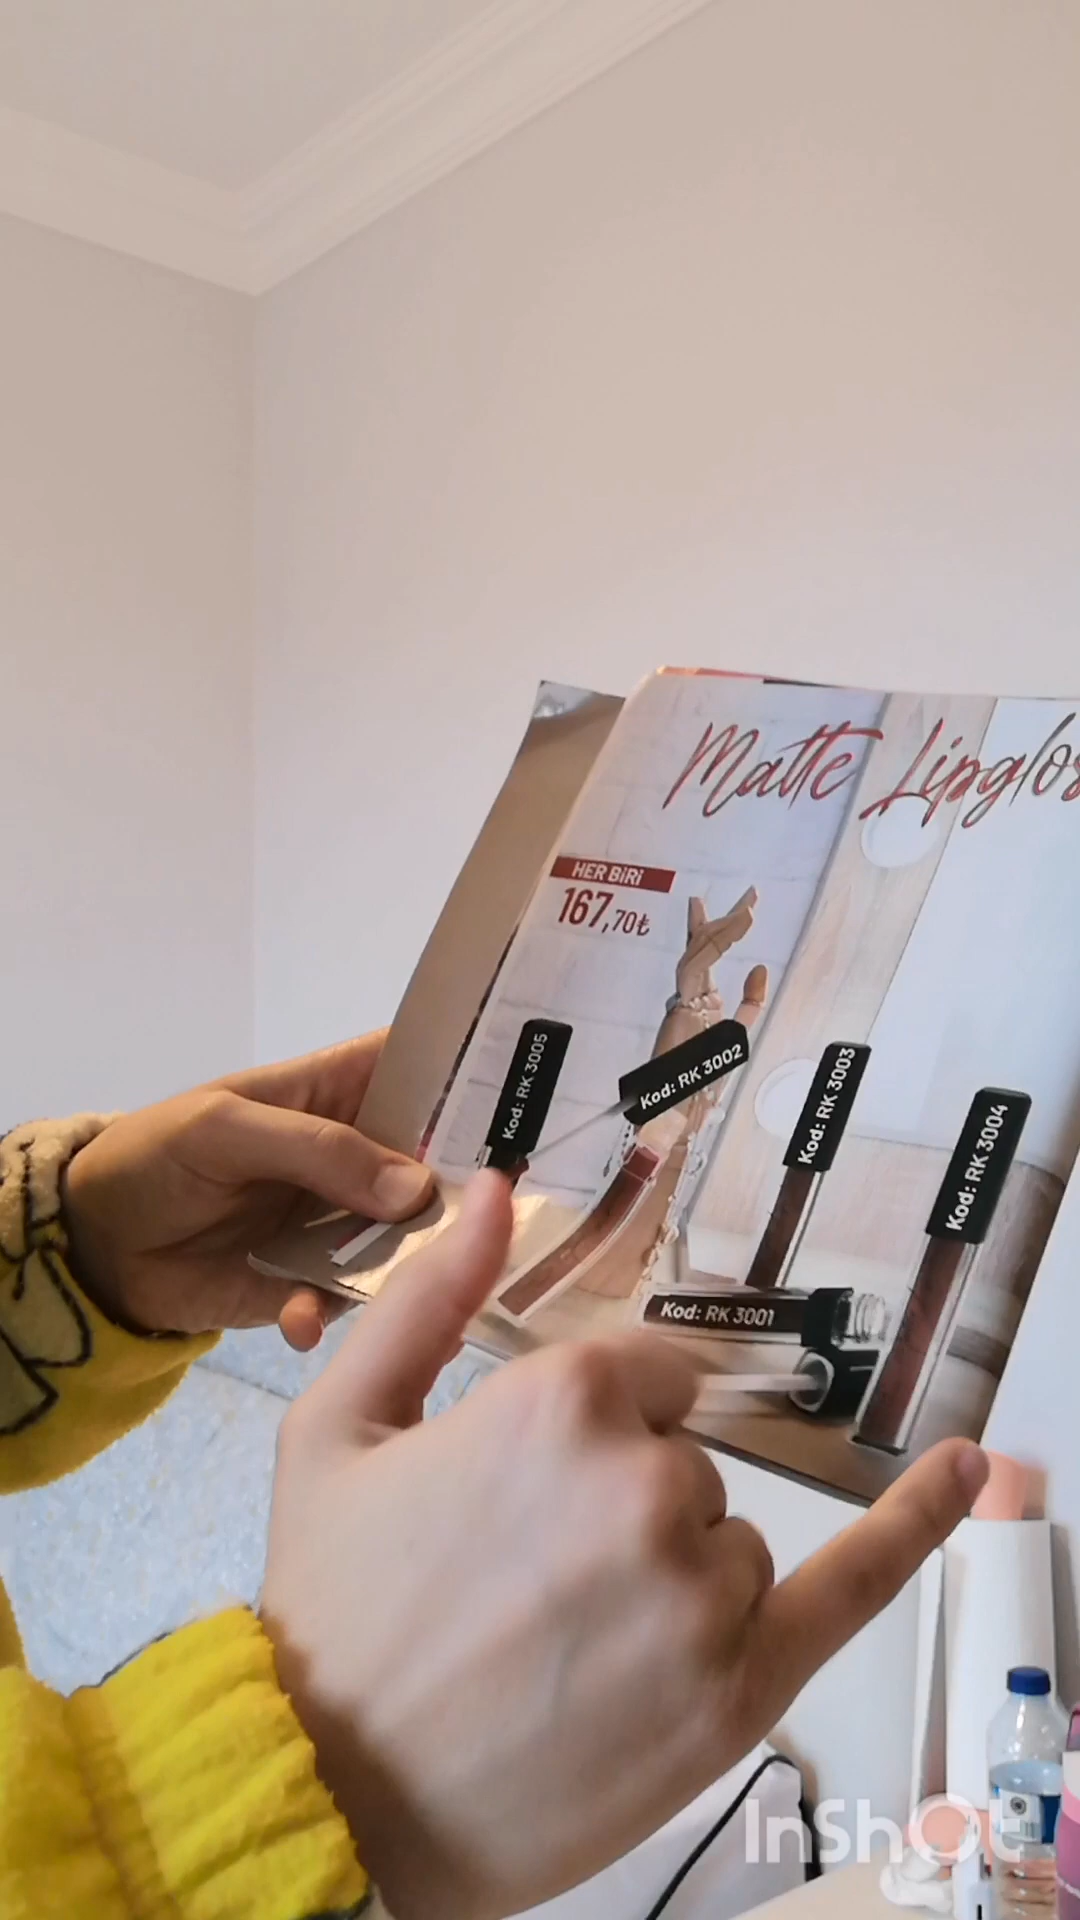 Matte Lipglos
HER BİRİ
167,70₺
Kod: RK 3005
Kod: RK 3002
Kod: RK 3003
Kod: RK 3004
Kod: RK 3001
InShOt